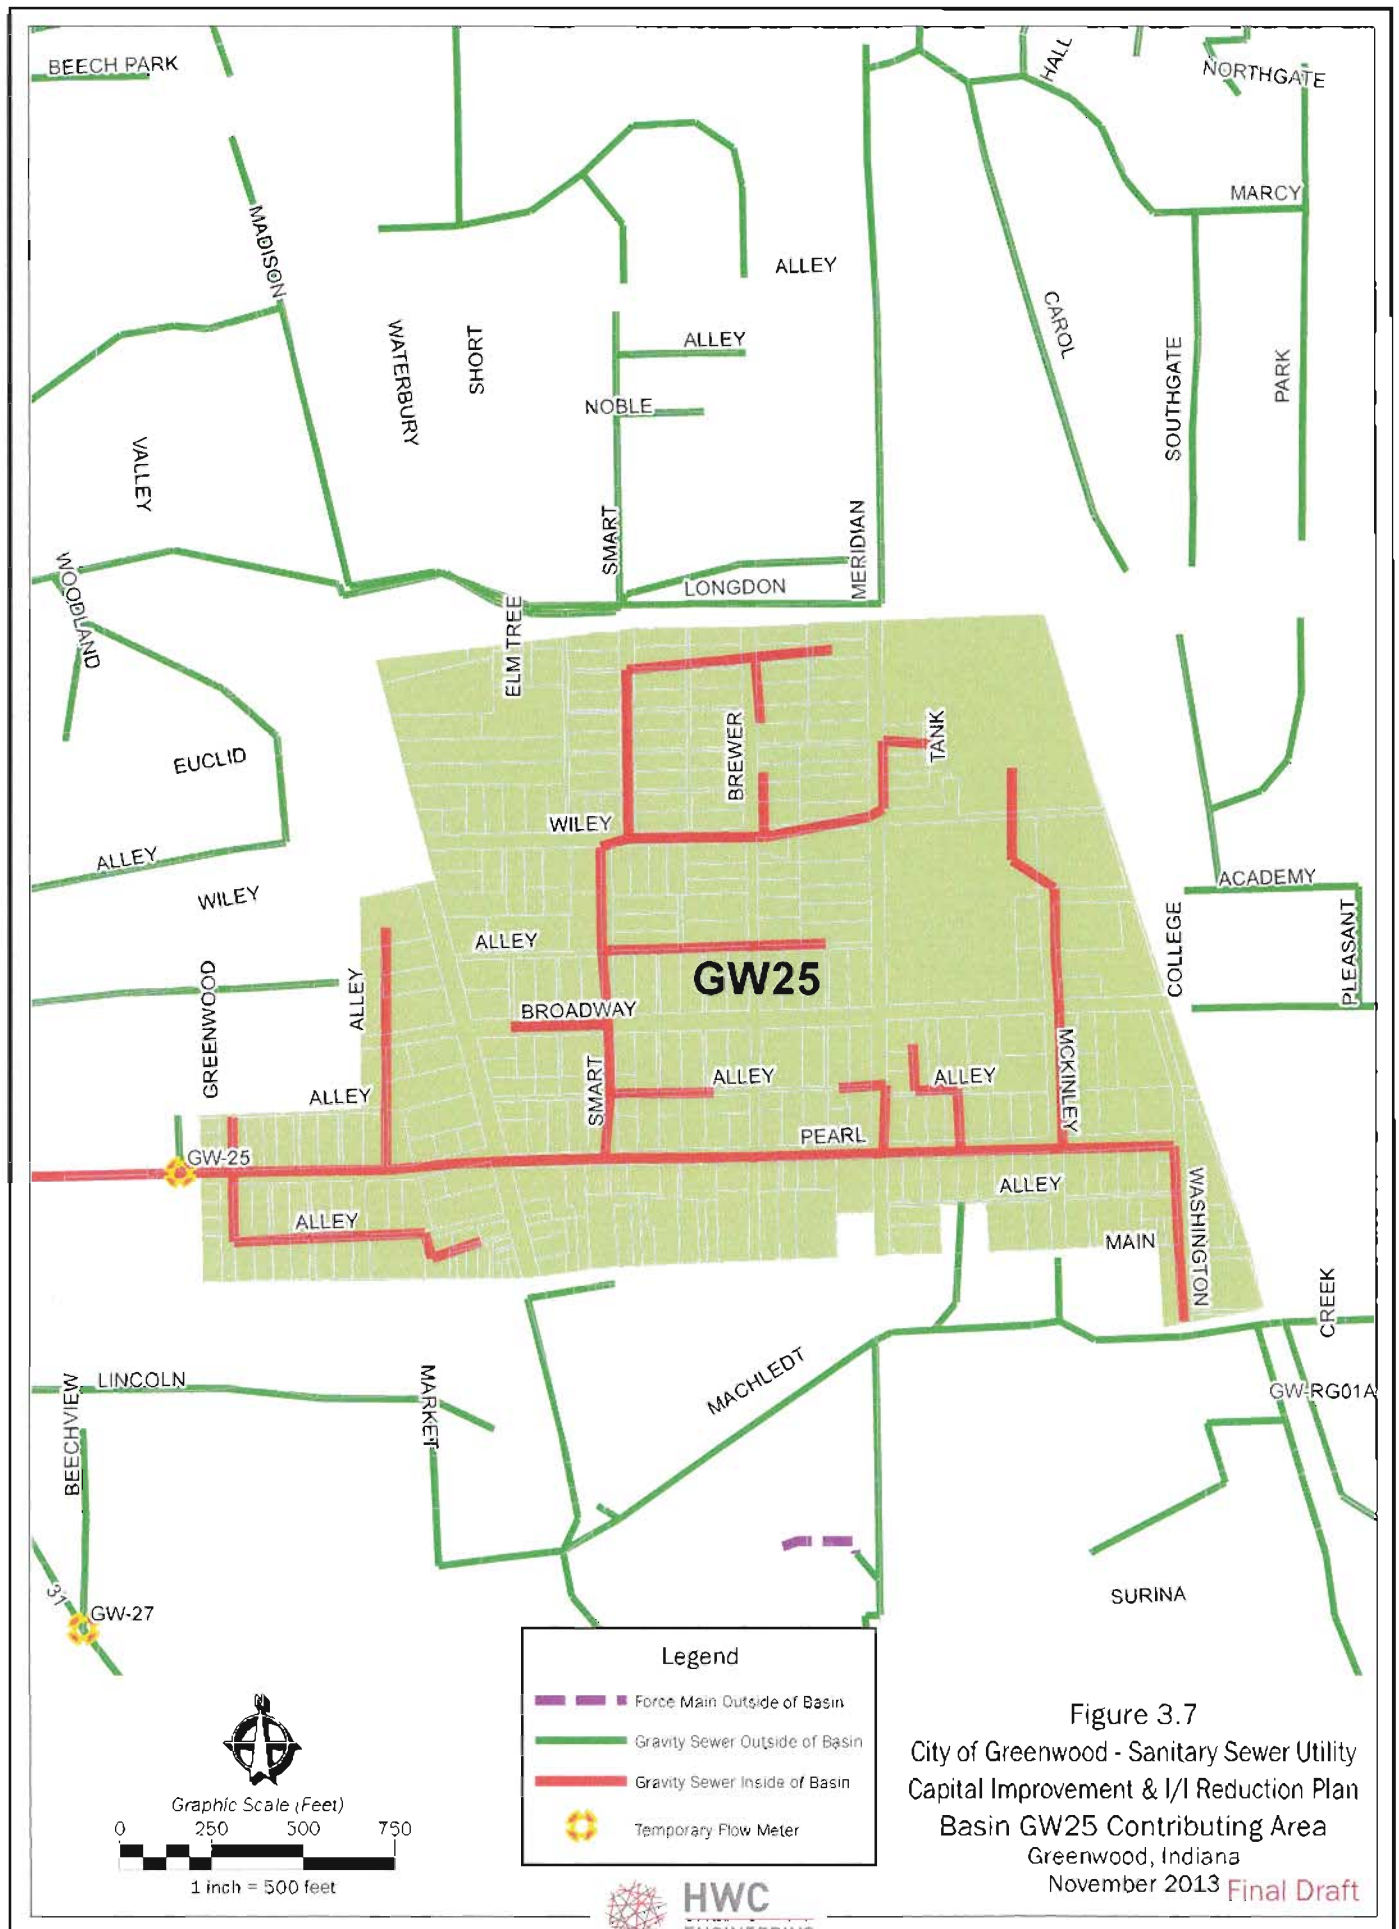 BEECH PARK
HALL
NORTHGATE
MARCY
MADISON
ALLEY
WATERBURY
SHORT
ALLEY
CAROL
SOUTHGATE
PARK
NOBLE
VALLEY
SMART
MERIDIAN
WOODLAND
LONGDON
ELM TREE
BREWER
TANK
EUCLID
WILEY
ALLEY
WILEY
ACADEMY
COLLEGE
PLEASANT
ALLEY
GREENWOOD
ALLEY
GW25
BROADWAY
SMART
ALLEY
ALLEY
MCKINLEY
ALLEY
PEARL
GW-25
ALLEY
WASHINGTON
ALLEY
MAIN
CREEK
LINCOLN
BEECHVIEW
MARKET
MACHLEDT
GW-RG01A
31
GW-27
SURINA
Legend
Force Main Outside of Basin
Gravity Sewer Outside of Basin
Gravity Sewer Inside of Basin
Temporary Flow Meter
N
Graphic Scale (Feet)
0 250 500 750
1 inch = 500 feet
Figure 3.7
City of Greenwood - Sanitary Sewer Utility
Capital Improvement & I/I Reduction Plan
Basin GW25 Contributing Area
Greenwood, Indiana
November 2013 Final Draft
HWC